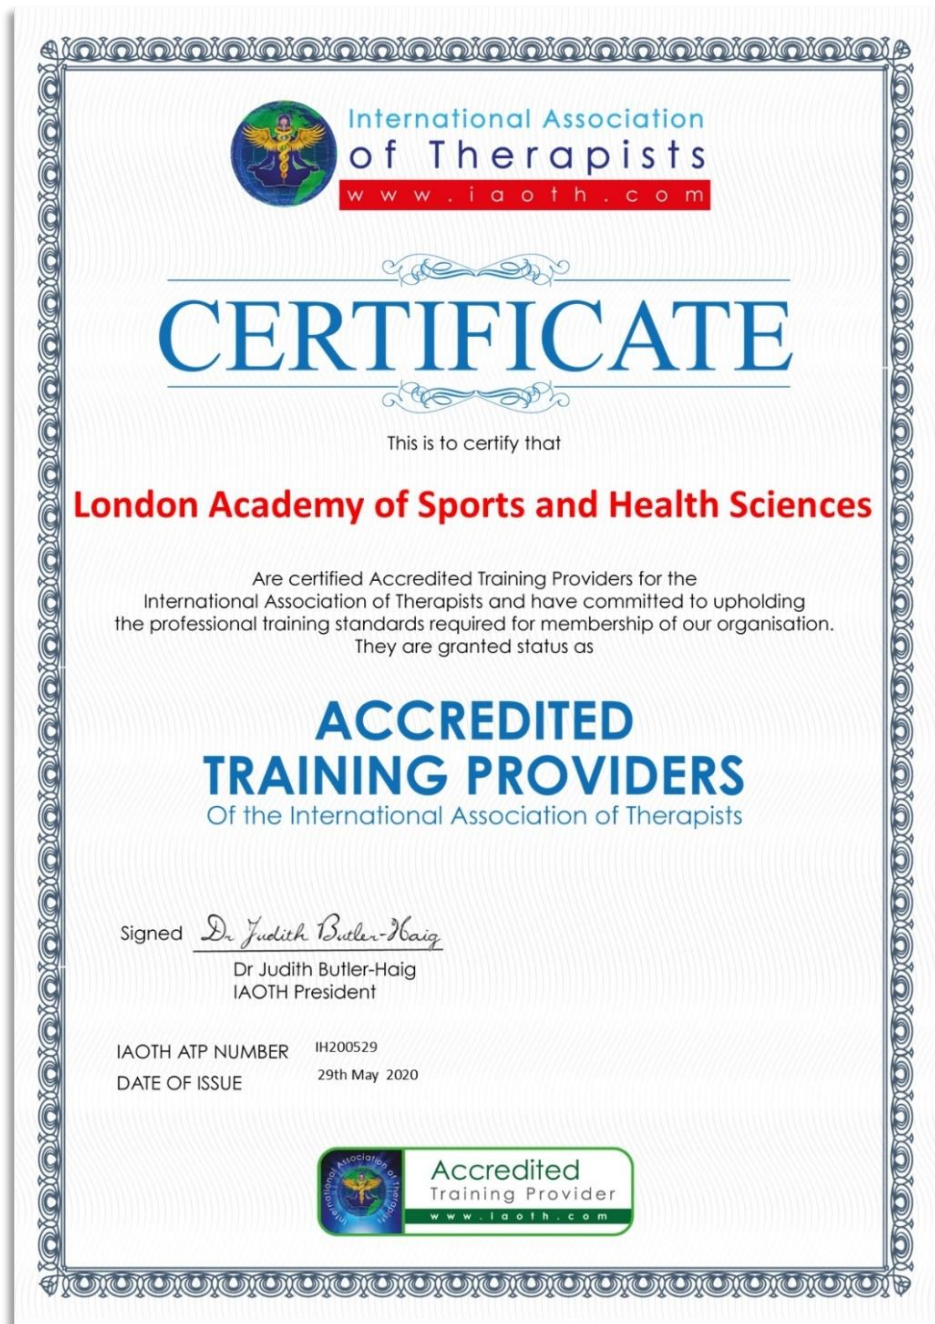 International Association
of Therapists
www.iaoth.com
CERTIFICATE
This is to certify that
London Academy of Sports and Health Sciences
Are certified Accredited Training Providers for the
International Association of Therapists and have committed to upholding
the professional training standards required for membership of our organisation.
They are granted status as
ACCREDITED
TRAINING PROVIDERS
Of the International Association of Therapists
Signed Dr Judith Butler-Haig
Dr Judith Butler-Haig
IAOTH President
IAOTH ATP NUMBER IH200529
DATE OF ISSUE 29th May 2020
International Association of Therapists
Accredited
Training Provider
www.iaoth.com